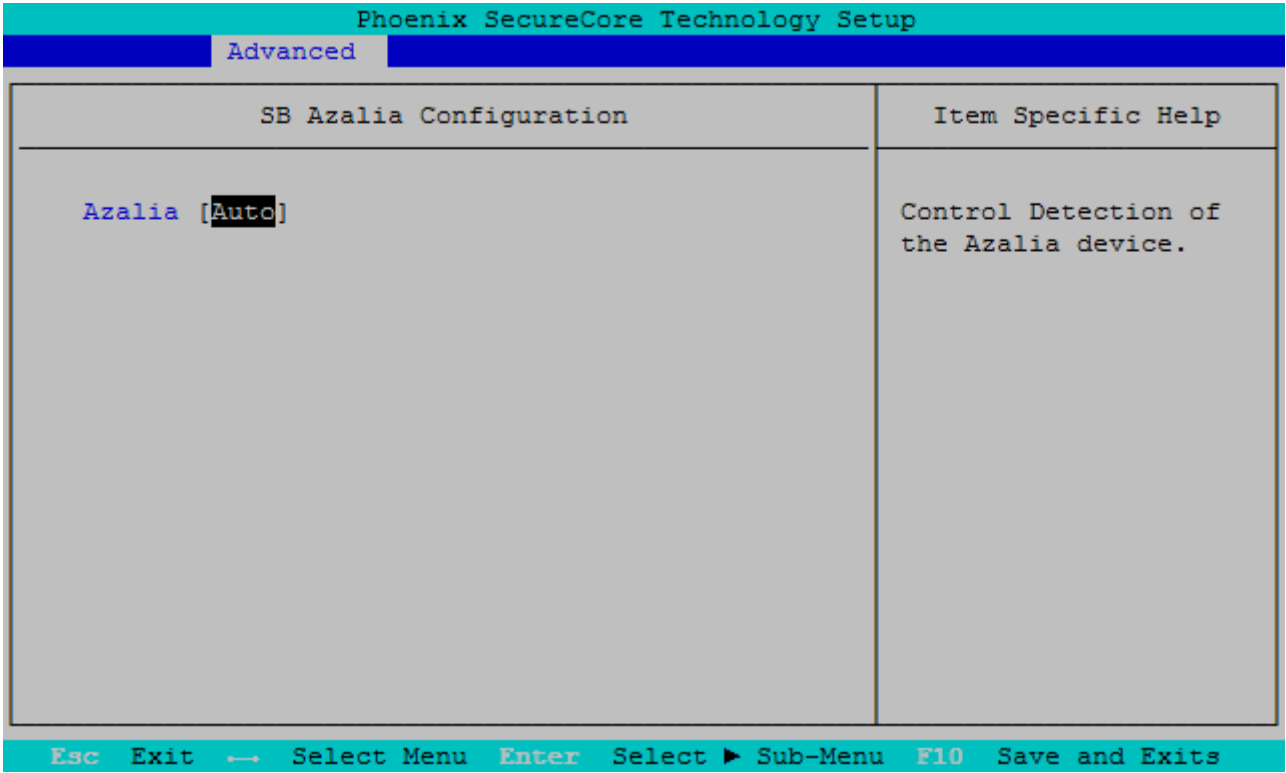 Phoenix SecureCore Technology Setup
Advanced
SB Azalia Configuration
Item Specific Help
Azalia [Auto]
Control Detection of
the Azalia device.
Esc Exit ←→ Select Menu Enter Select ► Sub-Menu F10 Save and Exits